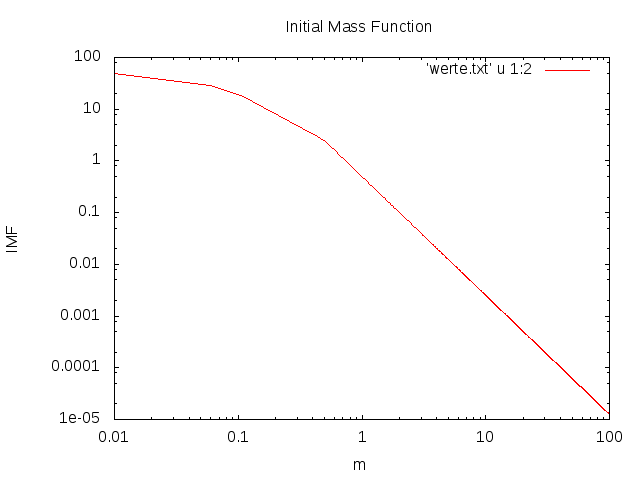 Initial Mass Function
'werte.txt' u 1:2
100
10
1
0.1
0.01
0.001
0.0001
1e-05
IMF
0.01 0.1 1 10 100
m